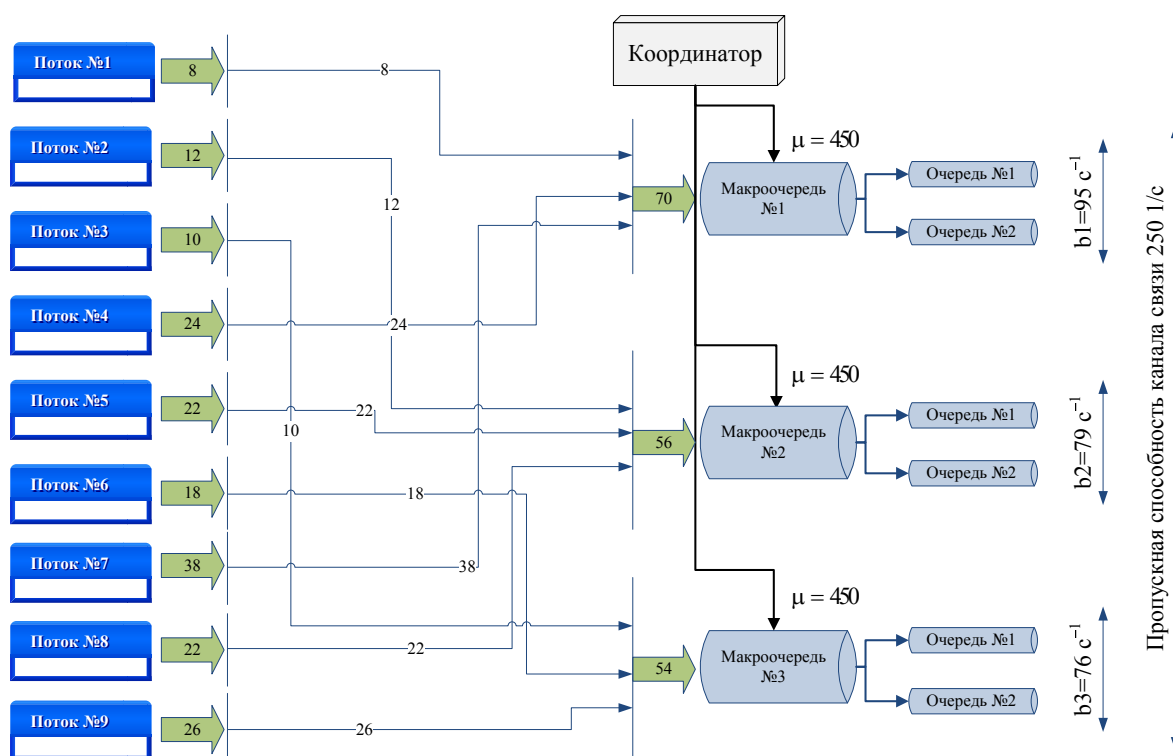 Координатор
Поток №1
8
8
Поток №2
12
12
Поток №3
10
10
Поток №4
24
24
Поток №5
22
22
Поток №6
18
18
Поток №7
38
38
Поток №8
22
22
Поток №9
26
26
70
μ = 450
Макроочередь
№1
Очередь №1
Очередь №2
b1=95 c⁻¹
56
μ = 450
Макроочередь
№2
Очередь №1
Очередь №2
b2=79 c⁻¹
54
μ = 450
Макроочередь
№3
Очередь №1
Очередь №2
b3=76 c⁻¹
Пропускная способность канала связи 250 1/с